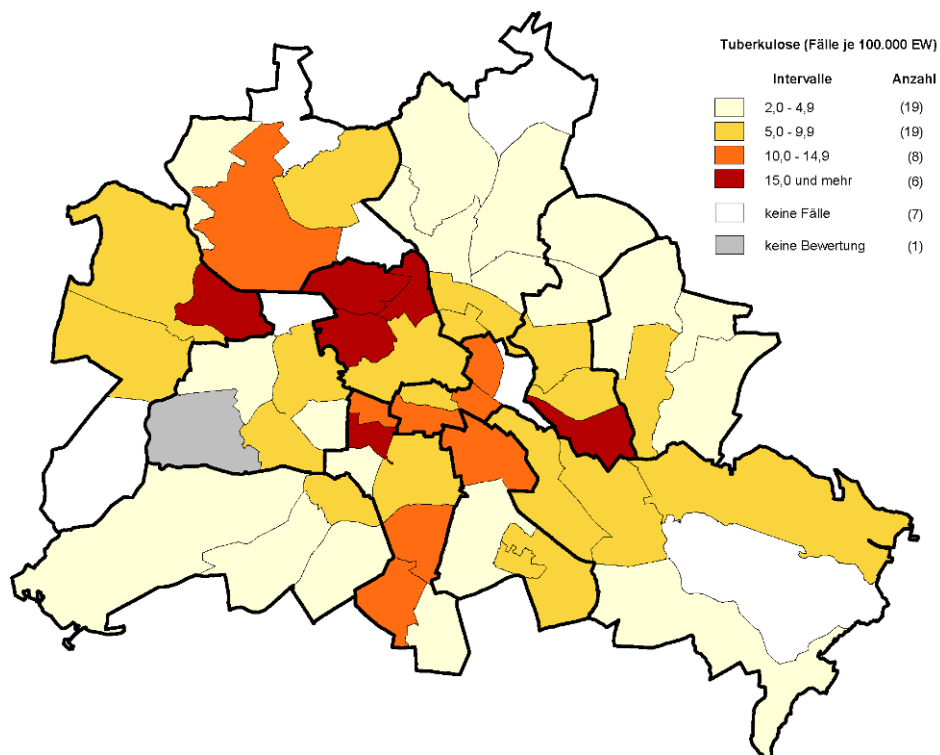 Tuberkulose (Fälle je 100.000 EW)
Intervalle Anzahl
2,0 - 4,9 (19)
5,0 - 9,9 (19)
10,0 - 14,9 (8)
15,0 und mehr (6)
keine Fälle (7)
keine Bewertung (1)